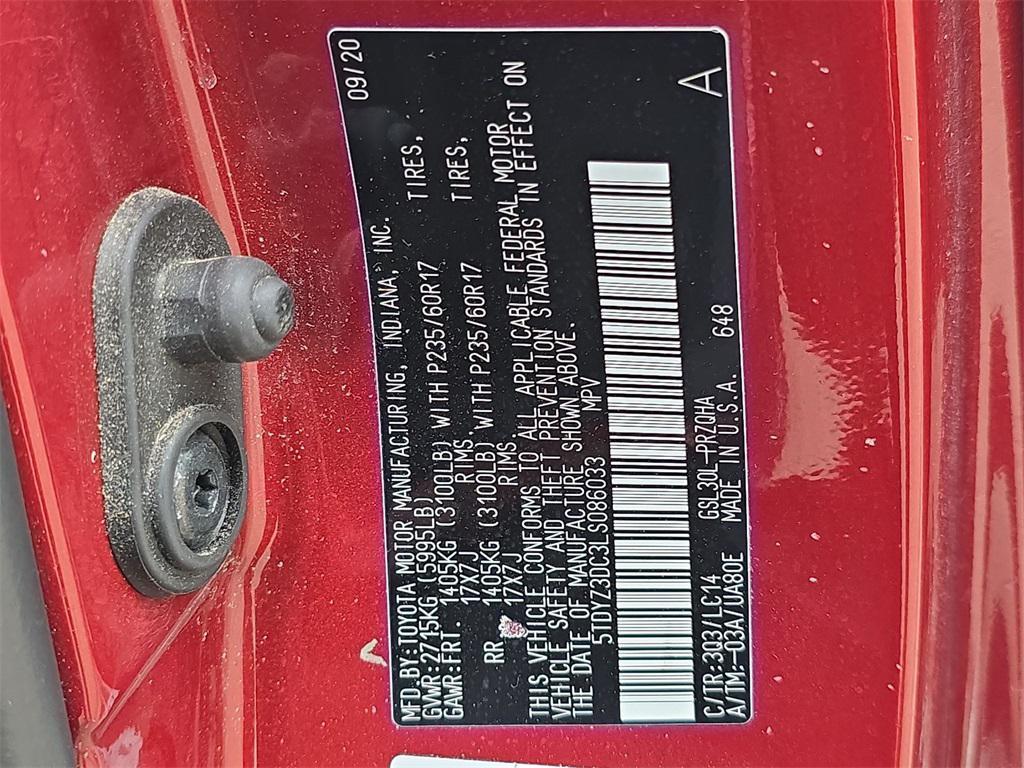 MFD.BY:TOYOTA MOTOR MANUFACTURING, INDIANA, INC. 09/20
GVWR:2715KG (5995LB)
GAWR:FRT. 1405KG (3100LB) WITH P235/60R17 TIRES,
17X7J RIMS,
RR. 1405KG (3100LB) WITH P235/60R17 TIRES,
17X7J RIMS.
THIS VEHICLE CONFORMS TO ALL APPLICABLE FEDERAL MOTOR
VEHICLE SAFETY AND THEFT PREVENTION STANDARDS IN EFFECT ON
THE DATE OF MANUFACTURE SHOWN ABOVE.
5TDYZ3DC3LS086033 MPV
C/TR:3Q3/LC14 GSL30L-PRZQHA
A/TM:-03A/UA80E MADE IN U.S.A. 648 A